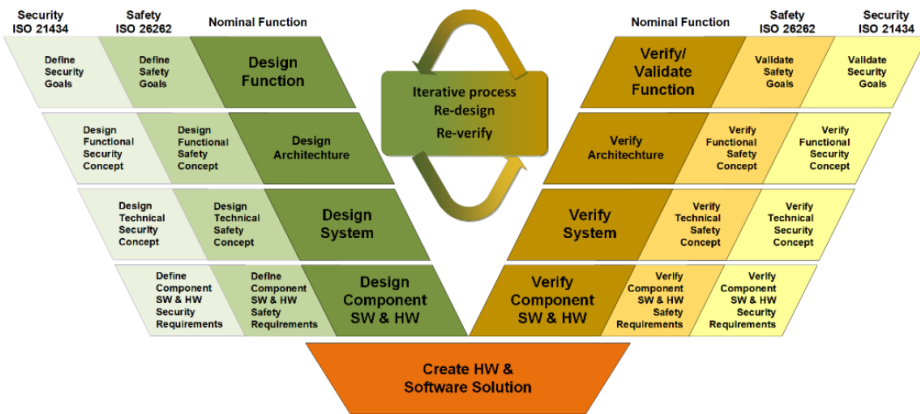 Security
ISO 21434
Safety
ISO 26262
Nominal Function
Nominal Function
Safety
ISO26262
Security
ISO 21434
Define
Security
Goals
Define
Safety
Goals
Design
Function
Iterative process
Re-design
Re-verify
Verify/
Validate
Function
Validate
Safety
Goals
Validate
Security
Goals
Design
Functional
Security
Concept
Design
Functional
Safety
Concept
Design
Architechture
Verify
Architechture
Verify
Functional
Safety
Concept
Verify
Functional
Security
Concept
Design
Technical
Security
Concept
Design
Technical
Safety
Concept
Design
System
Verify
System
Verify
Technical
Safety
Concept
Verify
Technical
Security
Concept
Define
Component
SW & HW
Security
Requirements
Define
Component
SW & HW
Safety
Requirements
Design
Component
SW & HW
Verify
Component
SW & HW
Verify
Component
SW & HW
Safety
Requirements
Verify
Component
SW & HW
Security
Requirements
Create HW &
Software Solution